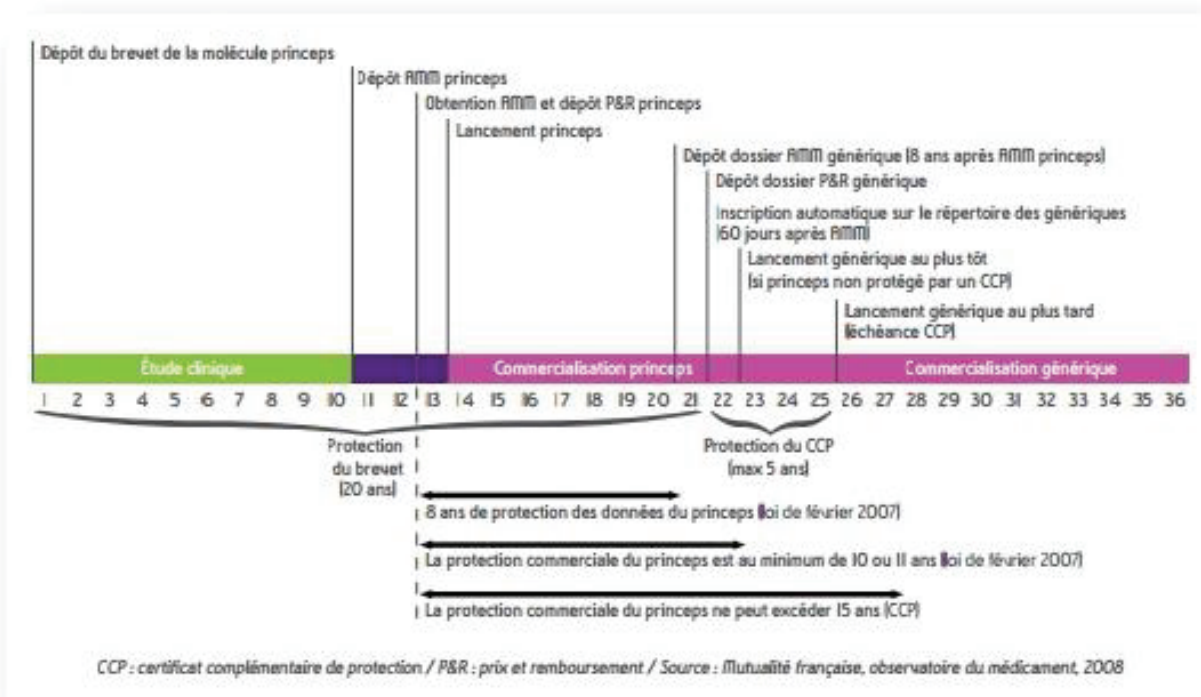 Dépôt du brevet de la molécule princeps
Dépôt AMM princeps
Obtention AMM et dépôt P&R princeps
Lancement princeps
Dépôt dossier AMM générique (8 ans après AMM princeps)
Dépôt dossier P&R générique
Inscription automatique sur le répertoire des génériques
(60 jours après AMM)
Lancement générique au plus tôt
(si princeps non protégé par un CCP)
Lancement générique au plus tard
(échéance CCP)
Étude clinique
Commercialisation princeps
Commercialisation générique
1 2 3 4 5 6 7 8 9 10 11 12 13 14 15 16 17 18 19 20 21 22 23 24 25 26 27 28 29 30 31 32 33 34 35 36
Protection
du brevet
(20 ans)
Protection du CCP
(max 5 ans)
8 ans de protection des données du princeps (loi de février 2007)
La protection commerciale du princeps est au minimum de 10 ou 11 ans (loi de février 2007)
La protection commerciale du princeps ne peut excéder 15 ans (CCP)
CCP : certificat complémentaire de protection / P&R : prix et remboursement / Source : Mutualité française, observatoire du médicament, 2008